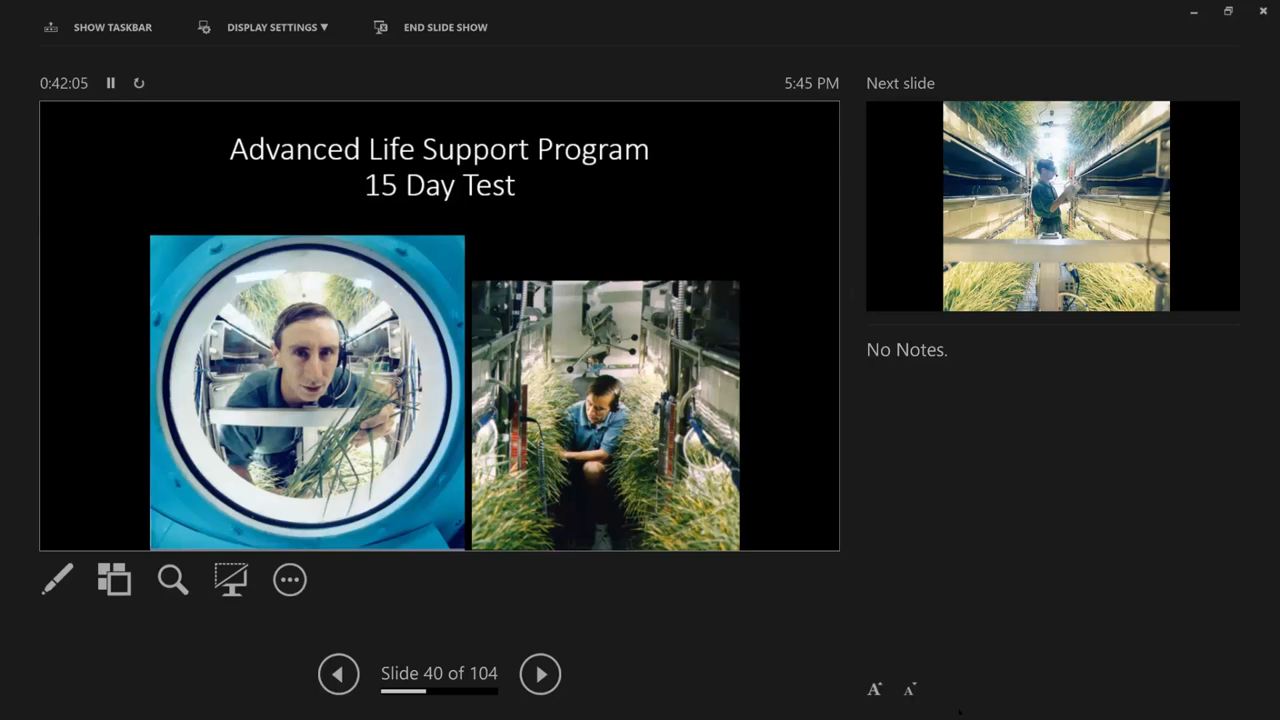 SHOW TASKBAR
DISPLAY SETTINGS ▼
END SLIDE SHOW
0:42:05
5:45 PM
Next slide
Advanced Life Support Program
15 Day Test
No Notes.
Slide 40 of 104
A A